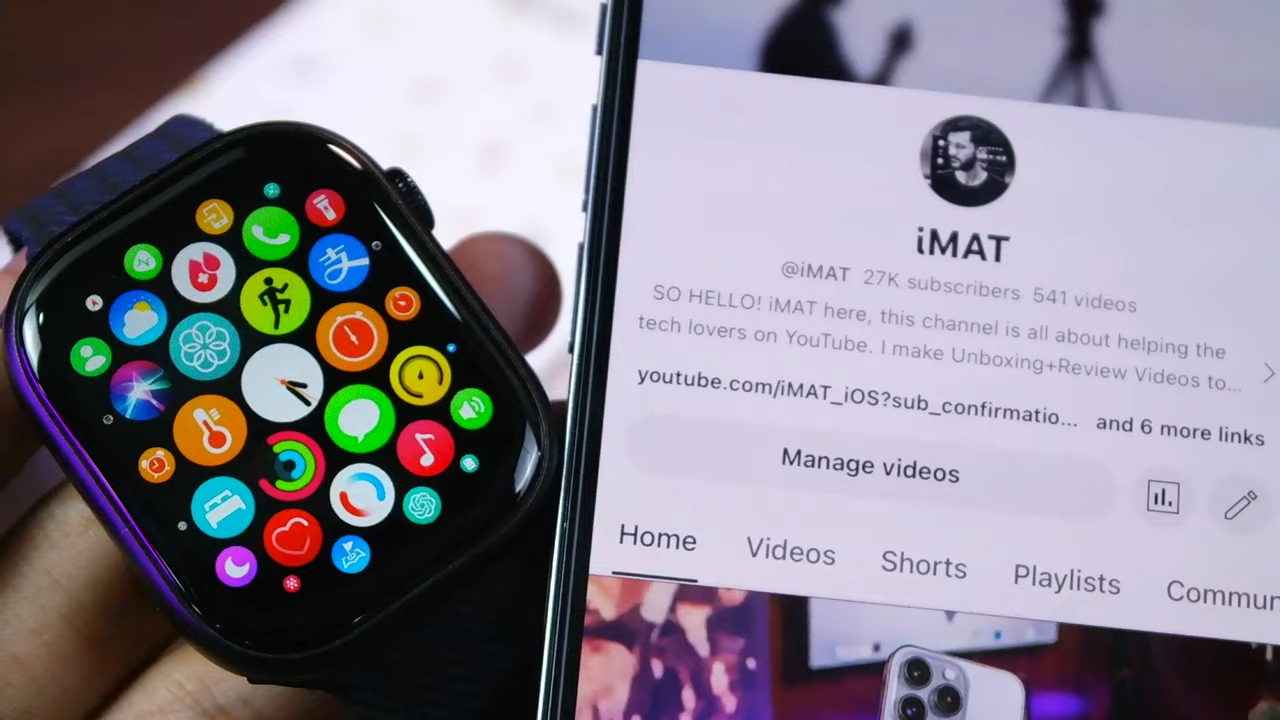 iMAT
@iMAT 27K subscribers 541 videos
SO HELLO! iMAT here, this channel is all about helping the
tech lovers on YouTube. I make Unboxing+Review Videos to...
youtube.com/iMAT_iOS?sub_confirmatio... and 6 more links
Manage videos
Home Videos Shorts Playlists Commun